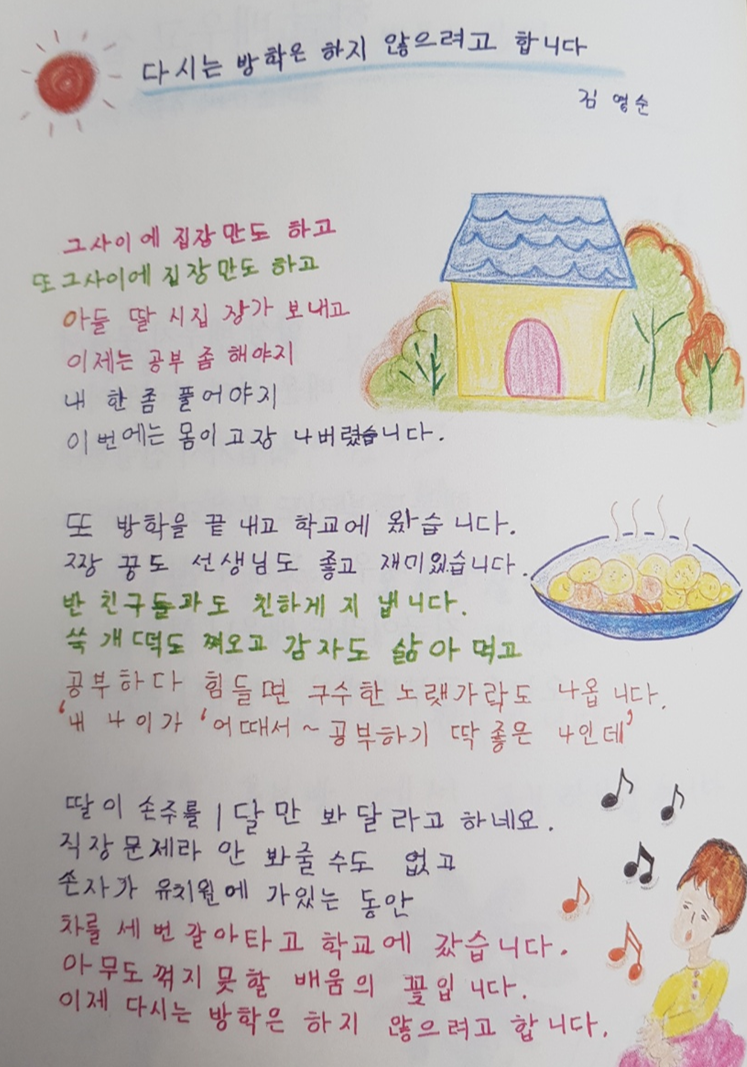 다시는 방학은 하지 않으려고 합니다
김 영순
그사이에 집장만도 하고
또 그사이에 집장만도 하고
아들 딸 시집 장가 보내고
이제는 공부 좀 해야지
내 한 좀 풀어야지
이번에는 몸이 고장 나버렸습니다.
또 방학을 끝내고 학교에 왔습니다.
짝꿍도 선생님도 좋고 재미있습니다.
반 친구들과도 친하게 지냅니다.
쑥개떡도 쪄오고 감자도 삶아 먹고
공부하다 힘들면 구수한 노랫가락도 나옵니다.
'내 나이가 '어때서~공부하기 딱 좋은 나인데'
딸이 손주를 1달만 봐달라고 하네요.
직장문제라 안 봐줄 수도 없고
손자가 유치원에 가있는 동안
차를 세번 갈아타고 학교에 갔습니다.
아무도 꺾지 못할 배움의 꽃입니다.
이제 다시는 방학은 하지 않으려고 합니다.